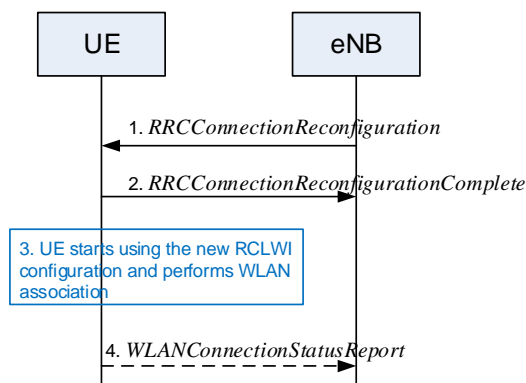 UE
eNB
1. RRCConnectionReconfiguration
2. RRCConnectionReconfigurationComplete
3. UE starts using the new RCLWI
configuration and performs WLAN
association
4. WLANConnectionStatusReport